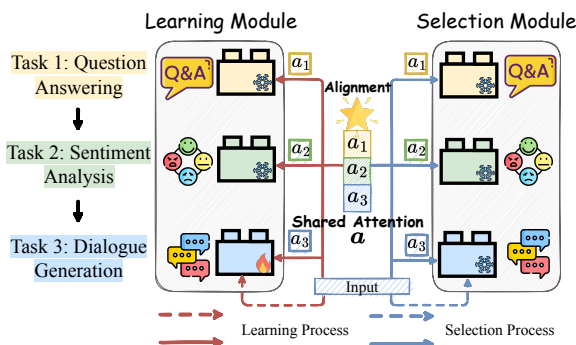 Learning Module
Selection Module
Task 1: Question
Answering
Task 2: Sentiment
Analysis
Task 3: Dialogue
Generation
Q&A
a1
a2
a3
Alignment
a1
a2
a3
Shared Attention
a
Input
a1
a2
a3
Q&A
Learning Process
Selection Process